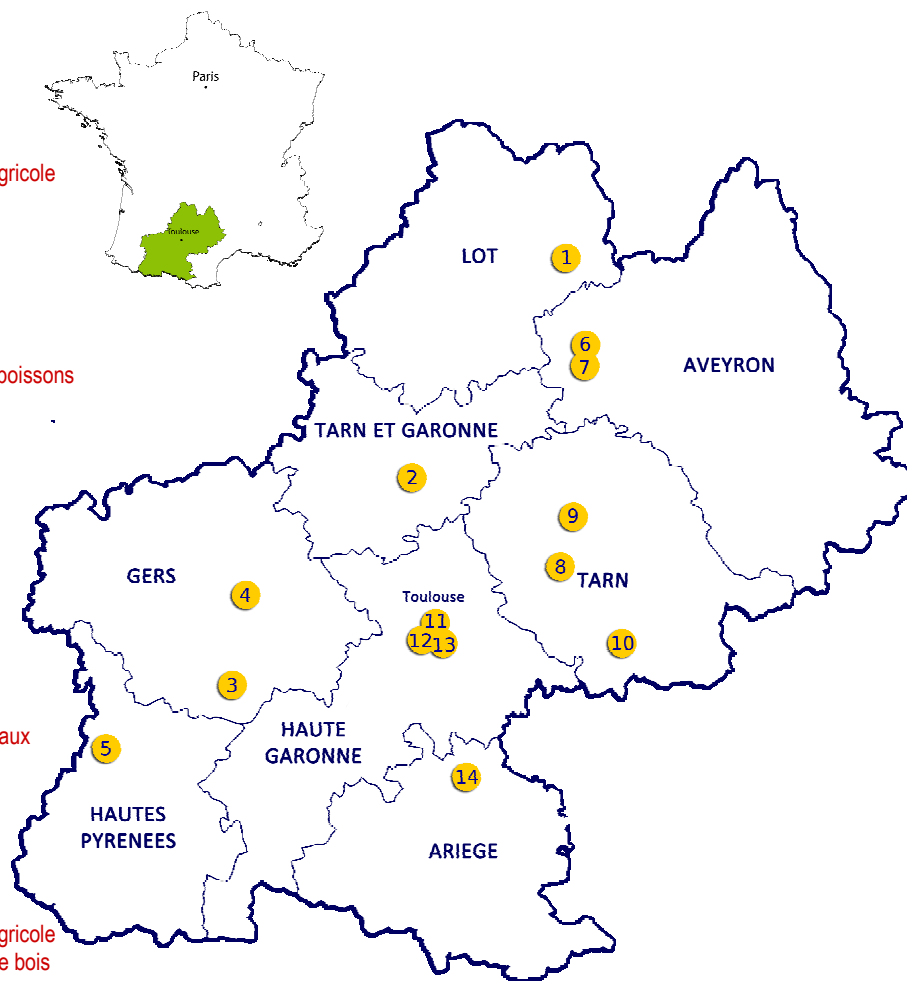 Paris
gricole
Toulouse
LOT
1
6
7
AVEYRON
poissons
TARN ET GARONNE
2
9
8
TARN
GERS
4
Toulouse
11
12
13
10
3
aux
5
HAUTE
GARONNE
14
HAUTES
PYRENEES
ARIEGE
gricole
e bois